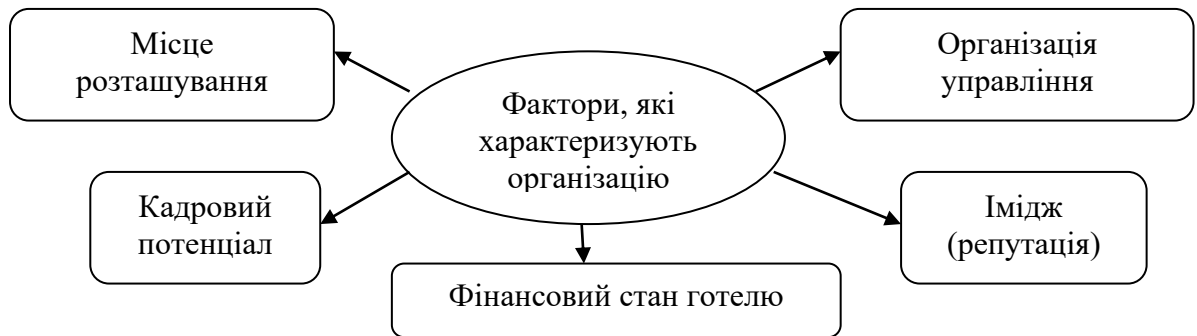 Місце
розташування
Організація
управління
Фактори, які
характеризують
організацію
Кадровий
потенціал
Імідж
(репутація)
Фінансовий стан готелю